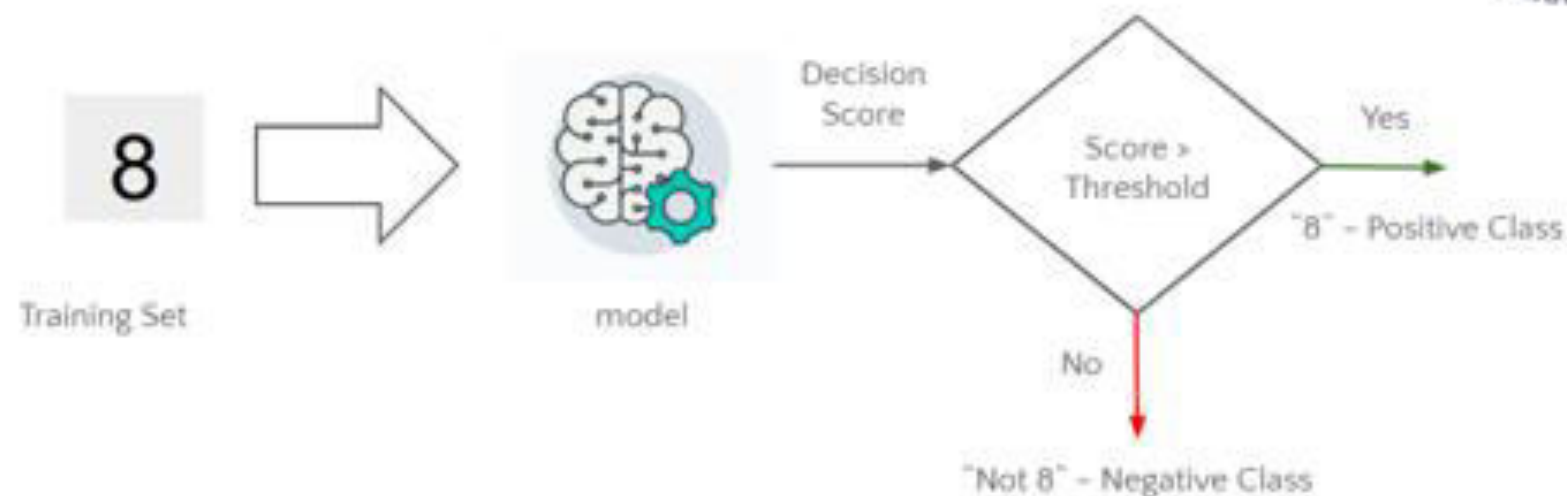 8
Training Set
model
Decision
Score
Score >
Threshold
Yes
"8" - Positive Class
No
"Not 8" - Negative Class